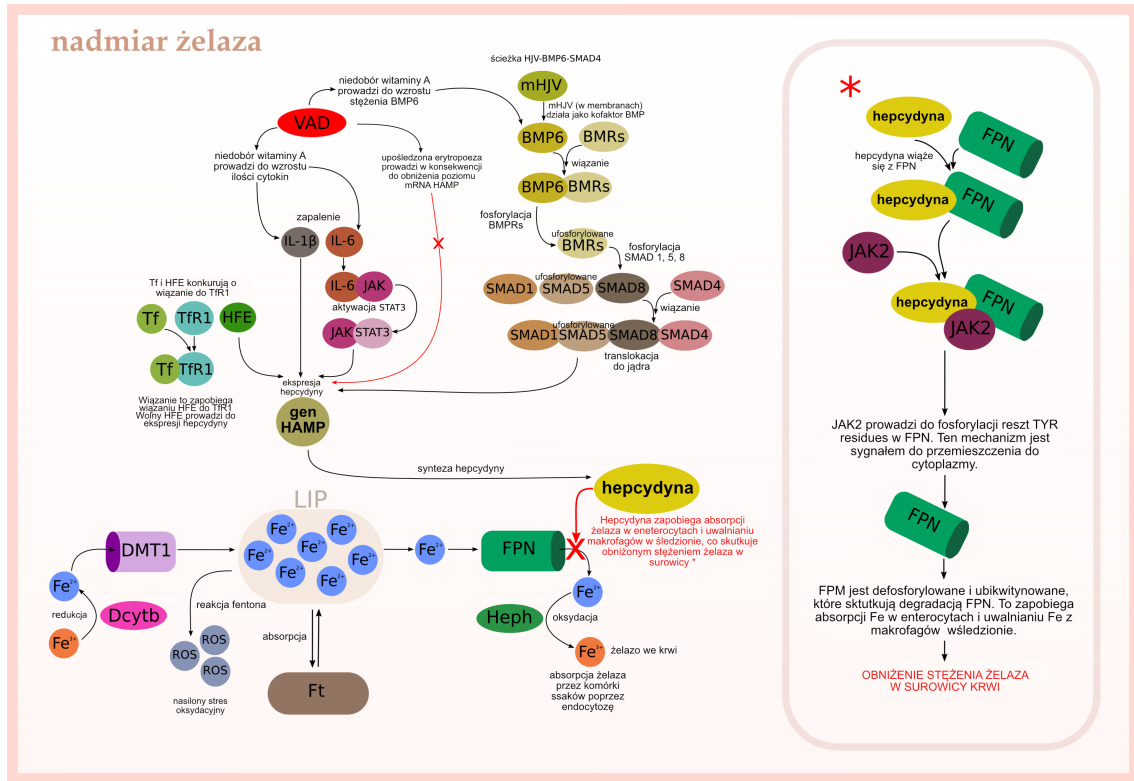 nadmiar żelaza
ścieżka HJV-BMP6-SMAD4
mHJV
mHJV (w membranach)
działa jako kofaktor BMP
niedobór witaminy A
prowadzi do wzrostu
stężenia BMP6
VAD
niedobór witaminy A
prowadzi do wzrostu
ilości cytokin
upośledzona erytropoeza
prowadzi w konsekwencji
do obniżenia poziomu
mRNA HAMP
BMP6
BMRs
wiązanie
BMP6
BMRs
fosforylacja
BMPRs
ufosforylowane
BMRs
fosforylacja
SMAD 1, 5, 8
zapalenie
IL-1β
IL-6
x
IL-6
JAK
aktywacja STAT3
JAK
STAT3
ufosforylowane
SMAD1
SMAD5
SMAD8
SMAD4
wiązanie
ufosforylowane
SMAD1
SMAD5
SMAD8
SMAD4
translokacja
do jądra
Tf i HFE konkurują o
wiązanie do TfR1
Tf
TfR1
HFE
Tf
TfR1
Wiązanie to zapobiega
wiązaniu HFE do TfR1
Wolny HFE prowadzi do
ekspresji hepcydyny
ekspresja
hepcydyny
gen
HAMP
synteza hepcydyny
hepcydyna
Hepcydyna zapobiega absorpcji
żelaza w eneterocytach i uwalnianiu
makrofagów w śledzionie, co skutkuje
obniżonym stężeniem żelaza w
surowicy *
LIP
Fe²⁺
Fe²⁺
Fe²⁺
Fe²⁺
Fe²⁺
Fe²⁺
Fe²⁺
DMT1
Fe²⁺
FPN
X
Fe²⁺
redukcja
Dcytb
Fe³⁺
reakcja fentona
ROS
ROS
ROS
nasilony stres
oksydacyjny
absorpcja
Ft
Fe²⁺
Heph
oksydacja
Fe³⁺
żelazo we krwi
absorpcja żelaza
przez komórki
ssaków poprzez
endocytozę
*
hepcydyna
FPN
hepcydyna wiąże
się z FPN
hepcydyna
FPN
JAK2
hepcydyna
FPN
JAK2
JAK2 prowadzi do fosforylacji reszt TYR
residues w FPN. Ten mechanizm jest
sygnałem do przemieszczenia do
cytoplazmy.
FPN
FPM jest defosforylowane i ubikwitynowane,
które sktutkują degradacją FPN. To zapobiega
absorpcji Fe w enterocytach i uwalnianiu Fe z
makrofagów wśledzionie.
OBNIŻENIE STĘŻENIA ŻELAZA
W SUROWICY KRWI